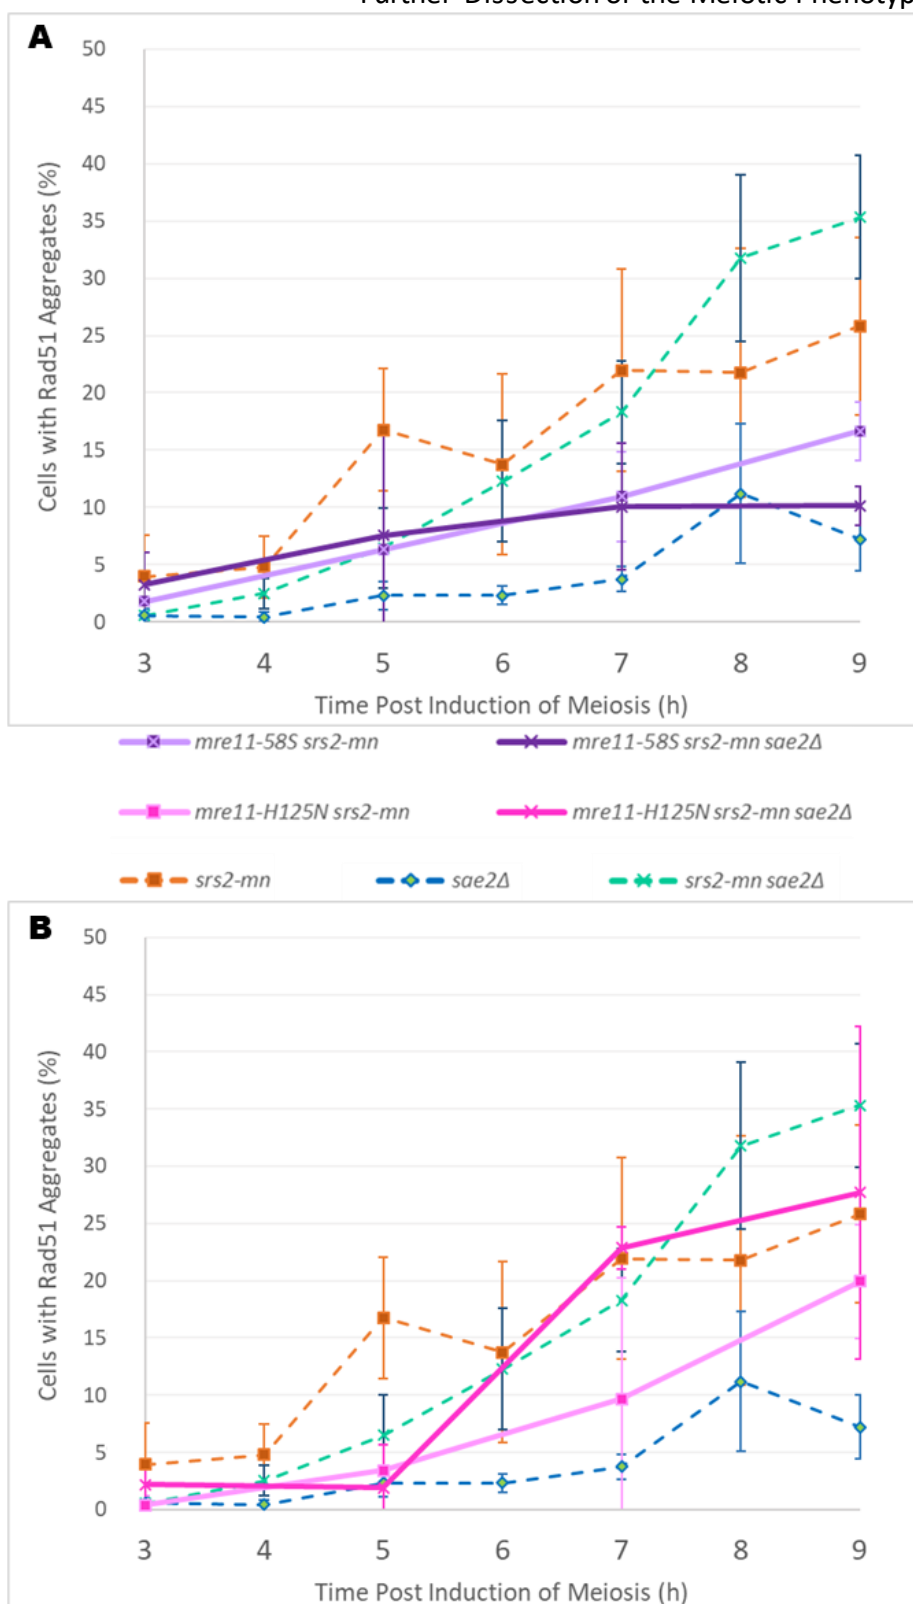 Further Dissection of the Meiotic Phenotyp
A
50
45
40
35
30
25
20
15
10
5
0
Cells with Rad51 Aggregates (%)
3 4 5 6 7 8 9
Time Post Induction of Meiosis (h)
mre11-58S srs2-mn mre11-58S srs2-mn sae2Δ
mre11-H125N srs2-mn mre11-H125N srs2-mn sae2Δ
srs2-mn sae2Δ srs2-mn sae2Δ
B
50
45
40
35
30
25
20
15
10
5
0
Cells with Rad51 Aggregates (%)
3 4 5 6 7 8 9
Time Post Induction of Meiosis (h)